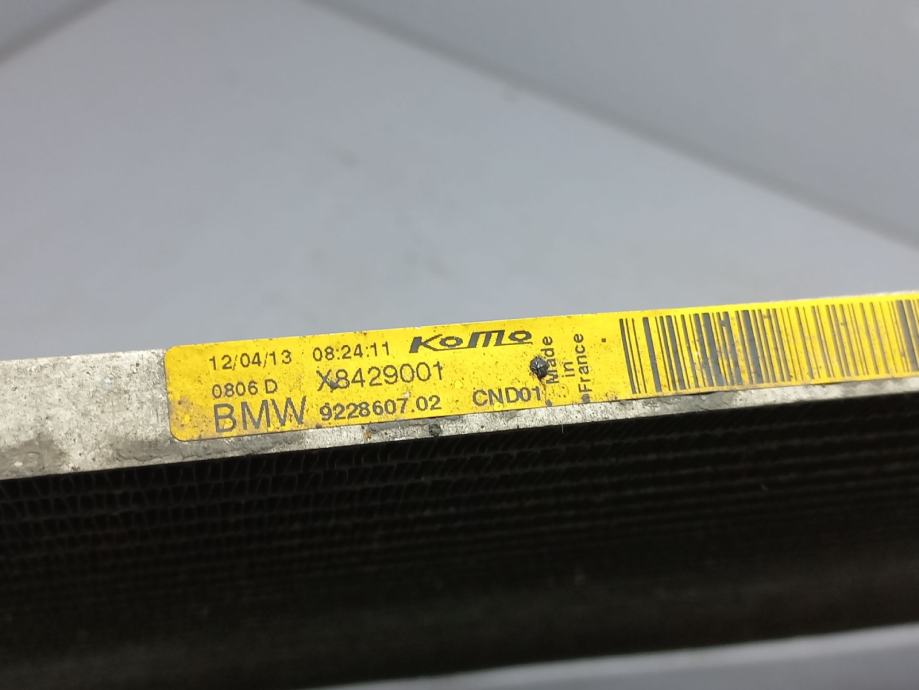 12/04/13 08:24:11 KOMO
0806 D X8429001
BMW 9228607.02 CND01
Made
in
France